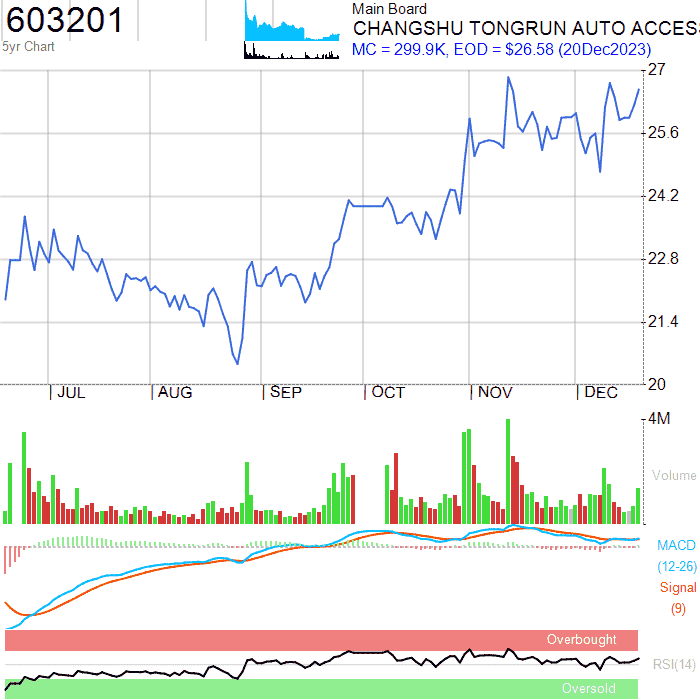 603201
5yr Chart
Main Board
CHANGSHU TONGRUN AUTO ACCES
MC = 299.9K, EOD = $26.58 (20Dec2023)
27
25.6
24.2
22.8
21.4
20
JUL
AUG
SEP
OCT
NOV
DEC
4M
Volume
MACD
(12-26)
Signal
(9)
Overbought
RSI(14)
Oversold